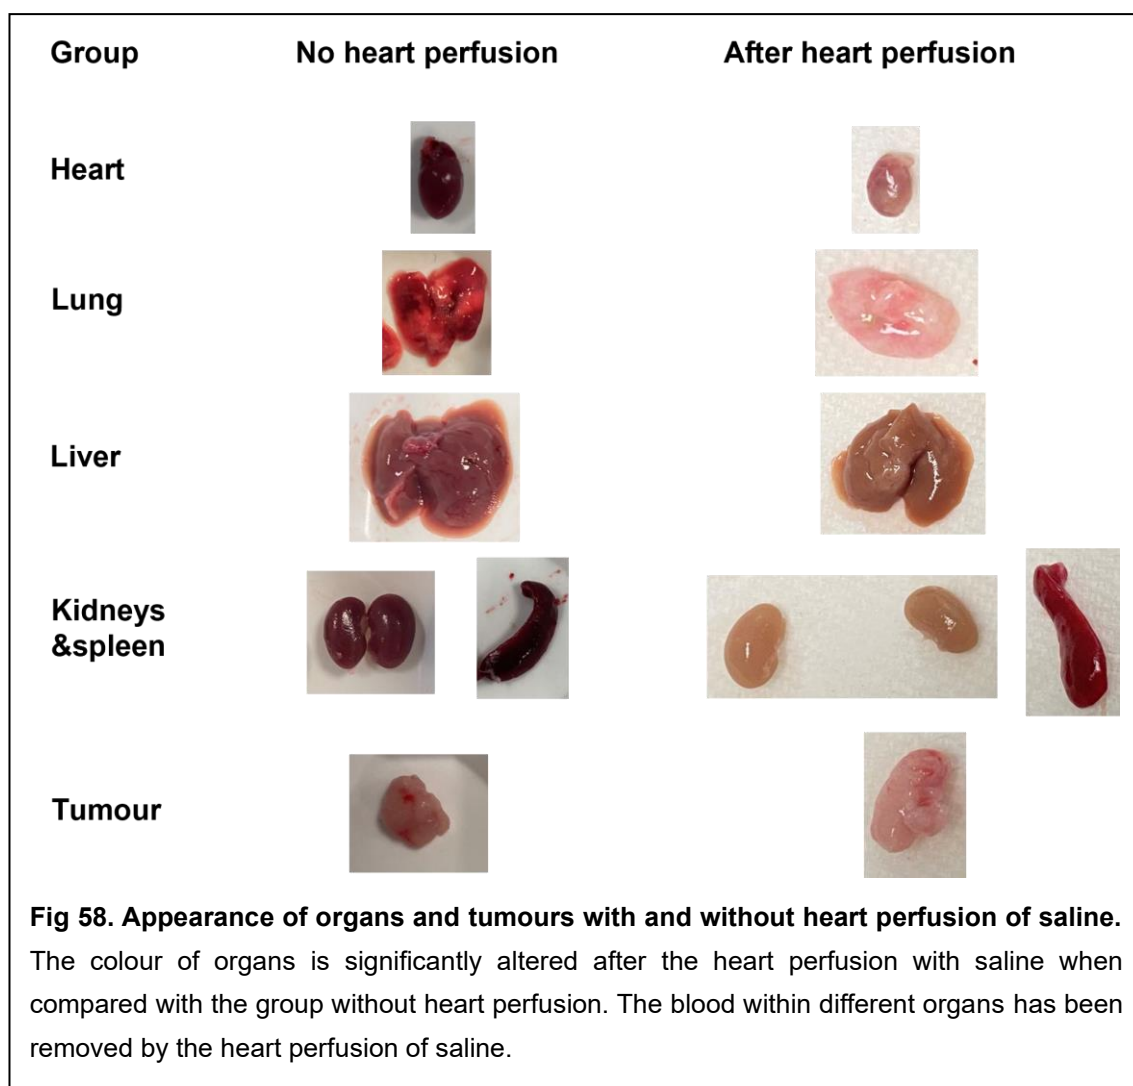 Group No heart perfusion After heart perfusion
Heart
Lung
Liver
Kidneys
&spleen
Tumour
Fig 58. Appearance of organs and tumours with and without heart perfusion of saline.
The colour of organs is significantly altered after the heart perfusion with saline when
compared with the group without heart perfusion. The blood within different organs has been
removed by the heart perfusion of saline.